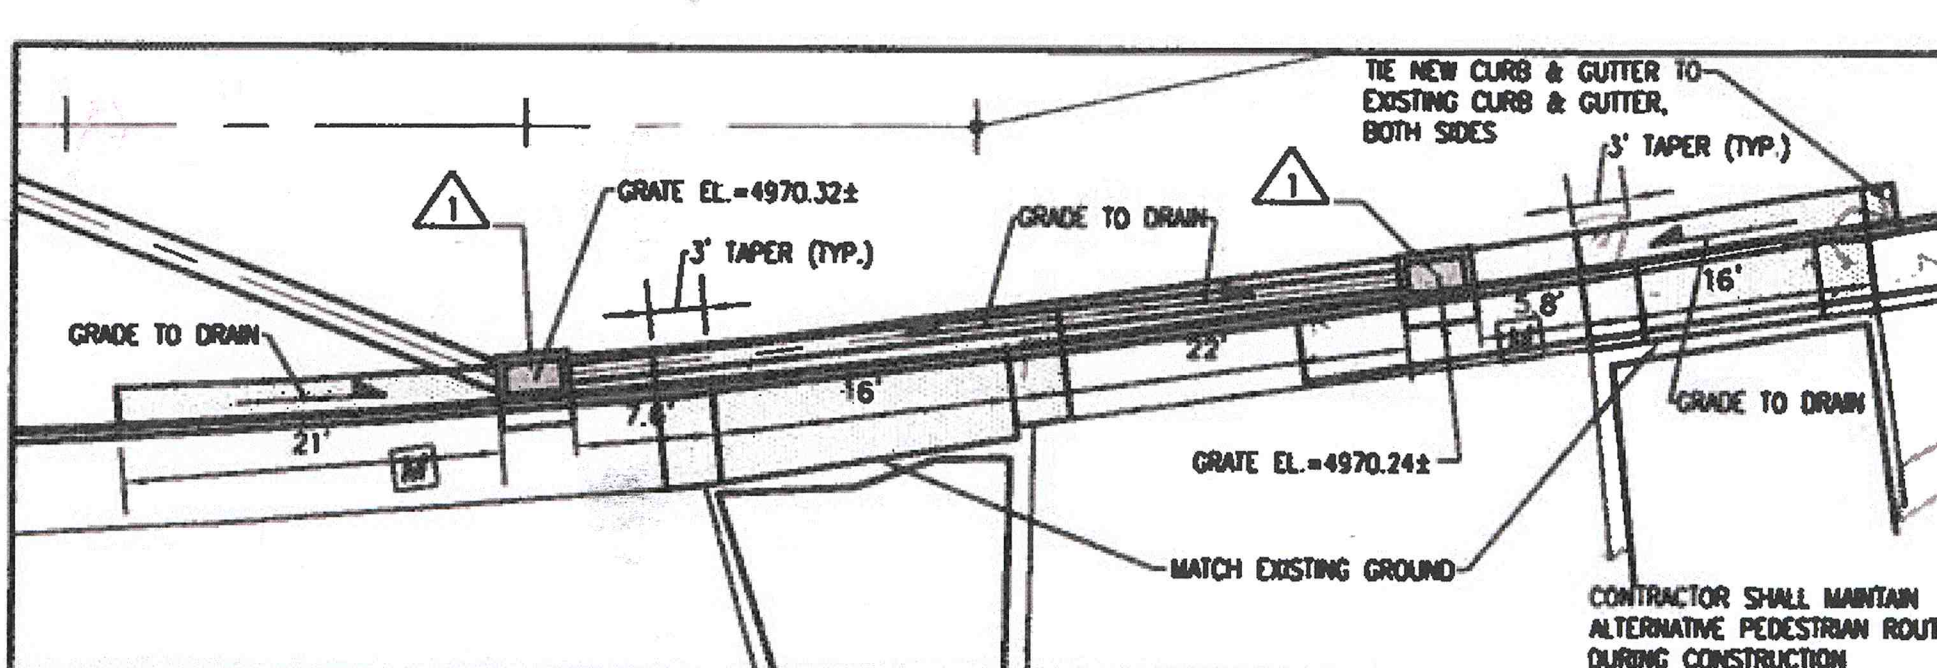 TIE NEW CURB & GUTTER TO
EXISTING CURB & GUTTER,
BOTH SIDES
3' TAPER (TYP.)
1
1
GRATE EL.=4970.32±
GRADE TO DRAIN
3' TAPER (TYP.)
GRADE TO DRAIN
16'
5.8'
22'
16'
21'
GRADE TO DRAIN
GRATE EL.=4970.24±
MATCH EXISTING GROUND
CONTRACTOR SHALL MAINTAIN
ALTERNATIVE PEDESTRIAN ROUT
DURING CONSTRUCTION